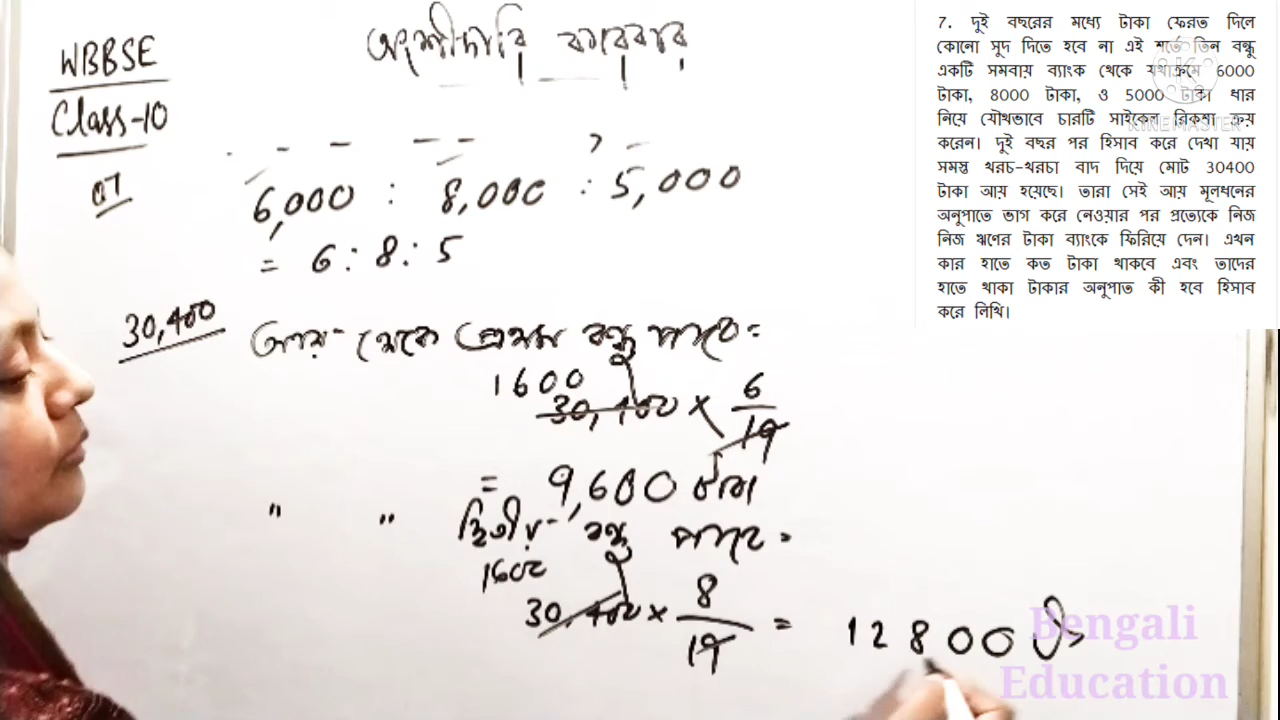 WBBSE
Class-10
07
অংশীদারি কারবার
6,000 : 8,000 : 5,000
= 6 : 8 : 5
30,400
আয় থেকে প্রথম বন্ধু পাবে =
1600
30,400 × 6/19
= 9,600 টাকা
" " দ্বিতীয় বন্ধু পাবে =
1600
30,400 × 8/19 = 12800 টা
7. দুই বছরের মধ্যে টাকা ফেরত দিলে
কোনো সুদ দিতে হবে না এই শর্তে তিন বন্ধু
একটি সমবায় ব্যাংক থেকে যথাক্রমে 6000
টাকা, 8000 টাকা, ও 5000 টাকা ধার
নিয়ে যৌথভাবে চারটি সাইকেল রিকশা ক্রয়
করেন। দুই বছর পর হিসাব করে দেখা যায়
সমস্ত খরচ-খরচা বাদ দিয়ে মোট 30400
টাকা আয় হয়েছে। তারা সেই আয় মূলধনের
অনুপাতে ভাগ করে নেওয়ার পর প্রত্যেকে নিজ
নিজ ঋণের টাকা ব্যাংকে ফিরিয়ে দেন। এখন
কার হাতে কত টাকা থাকবে এবং তাদের
হাতে থাকা টাকার অনুপাত কী হবে হিসাব
করে লিখি।
KINEMASTER
Bengali
Education